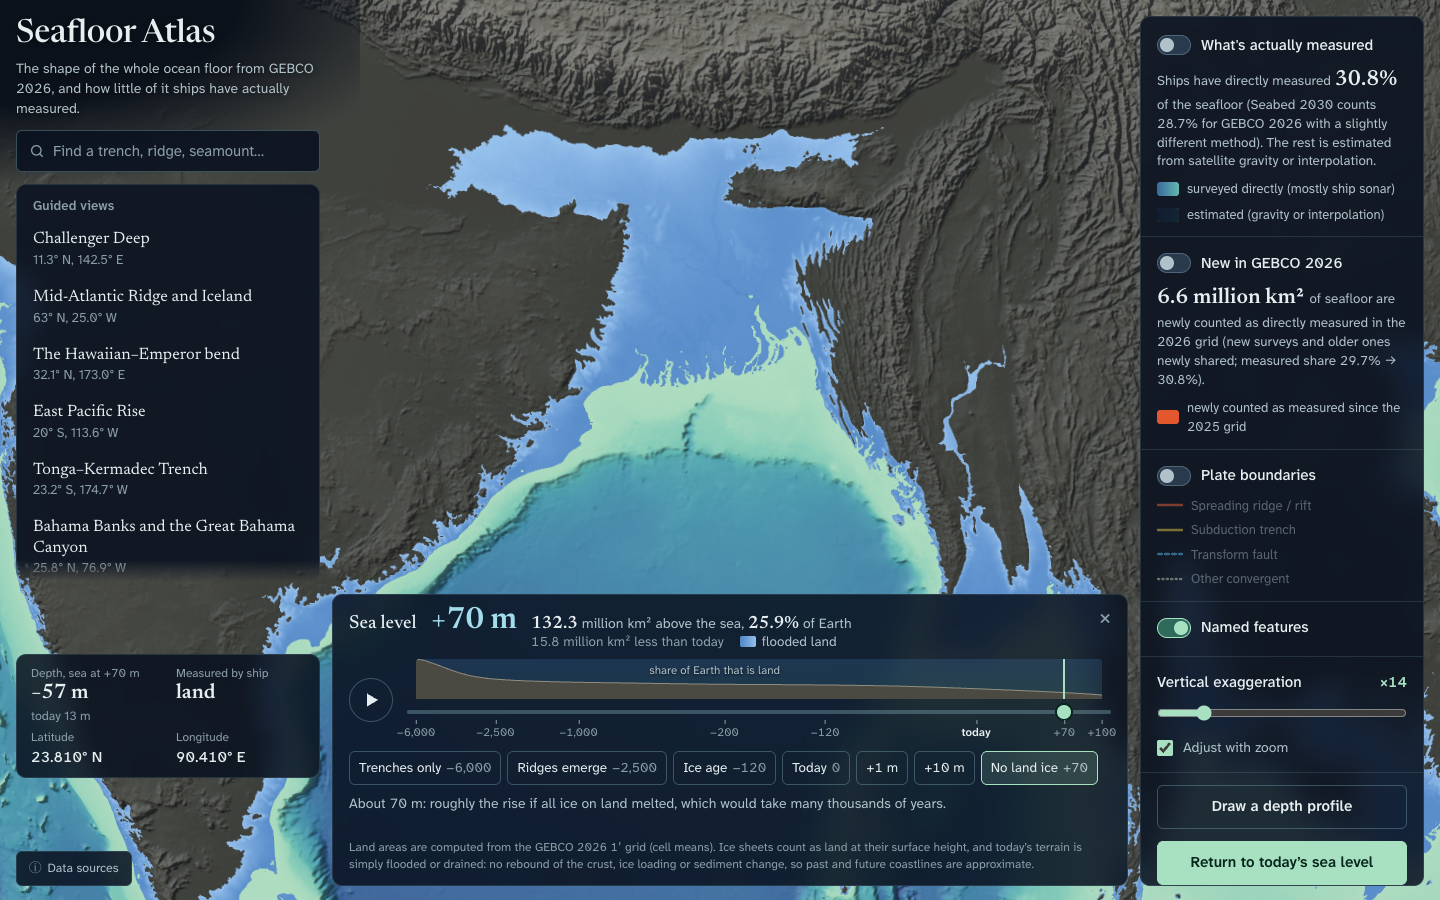 Seafloor Atlas
The shape of the whole ocean floor from GEBCO
2026, and how little of it ships have actually
measured.
Find a trench, ridge, seamount...
Guided views
Challenger Deep
11.3° N, 142.5° E
Mid-Atlantic Ridge and Iceland
63° N, 25.0° W
The Hawaiian–Emperor bend
32.1° N, 173.0° E
East Pacific Rise
20° S, 113.6° W
Tonga–Kermadec Trench
23.2° S, 174.7° W
Bahama Banks and the Great Bahama
Canyon
25.8° N, 76.9° W
Depth, sea at +70 m
−57 m
today 13 m
Measured by ship
land
Latitude
23.810° N
Longitude
90.410° E
ⓘ Data sources
Sea level +70 m 132.3 million km² above the sea, 25.9% of Earth
15.8 million km² less than today flooded land
share of Earth that is land
−6,000 −2,500 −1,000 −200 −120 today +70 +100
Trenches only −6,000 Ridges emerge −2,500 Ice age −120 Today 0 +1 m +10 m No land ice +70
About 70 m: roughly the rise if all ice on land melted, which would take many thousands of years.
Land areas are computed from the GEBCO 2026 1′ grid (cell means). Ice sheets count as land at their surface height, and today's terrain is
simply flooded or drained: no rebound of the crust, ice loading or sediment change, so past and future coastlines are approximate.
What's actually measured
Ships have directly measured 30.8%
of the seafloor (Seabed 2030 counts
28.7% for GEBCO 2026 with a slightly
different method). The rest is estimated
from satellite gravity or interpolation.
surveyed directly (mostly ship sonar)
estimated (gravity or interpolation)
New in GEBCO 2026
6.6 million km² of seafloor are
newly counted as directly measured in the
2026 grid (new surveys and older ones
newly shared; measured share 29.7% →
30.8%).
newly counted as measured since the
2025 grid
Plate boundaries
Spreading ridge / rift
Subduction trench
Transform fault
Other convergent
Named features
Vertical exaggeration ×14
Adjust with zoom
Draw a depth profile
Return to today's sea level